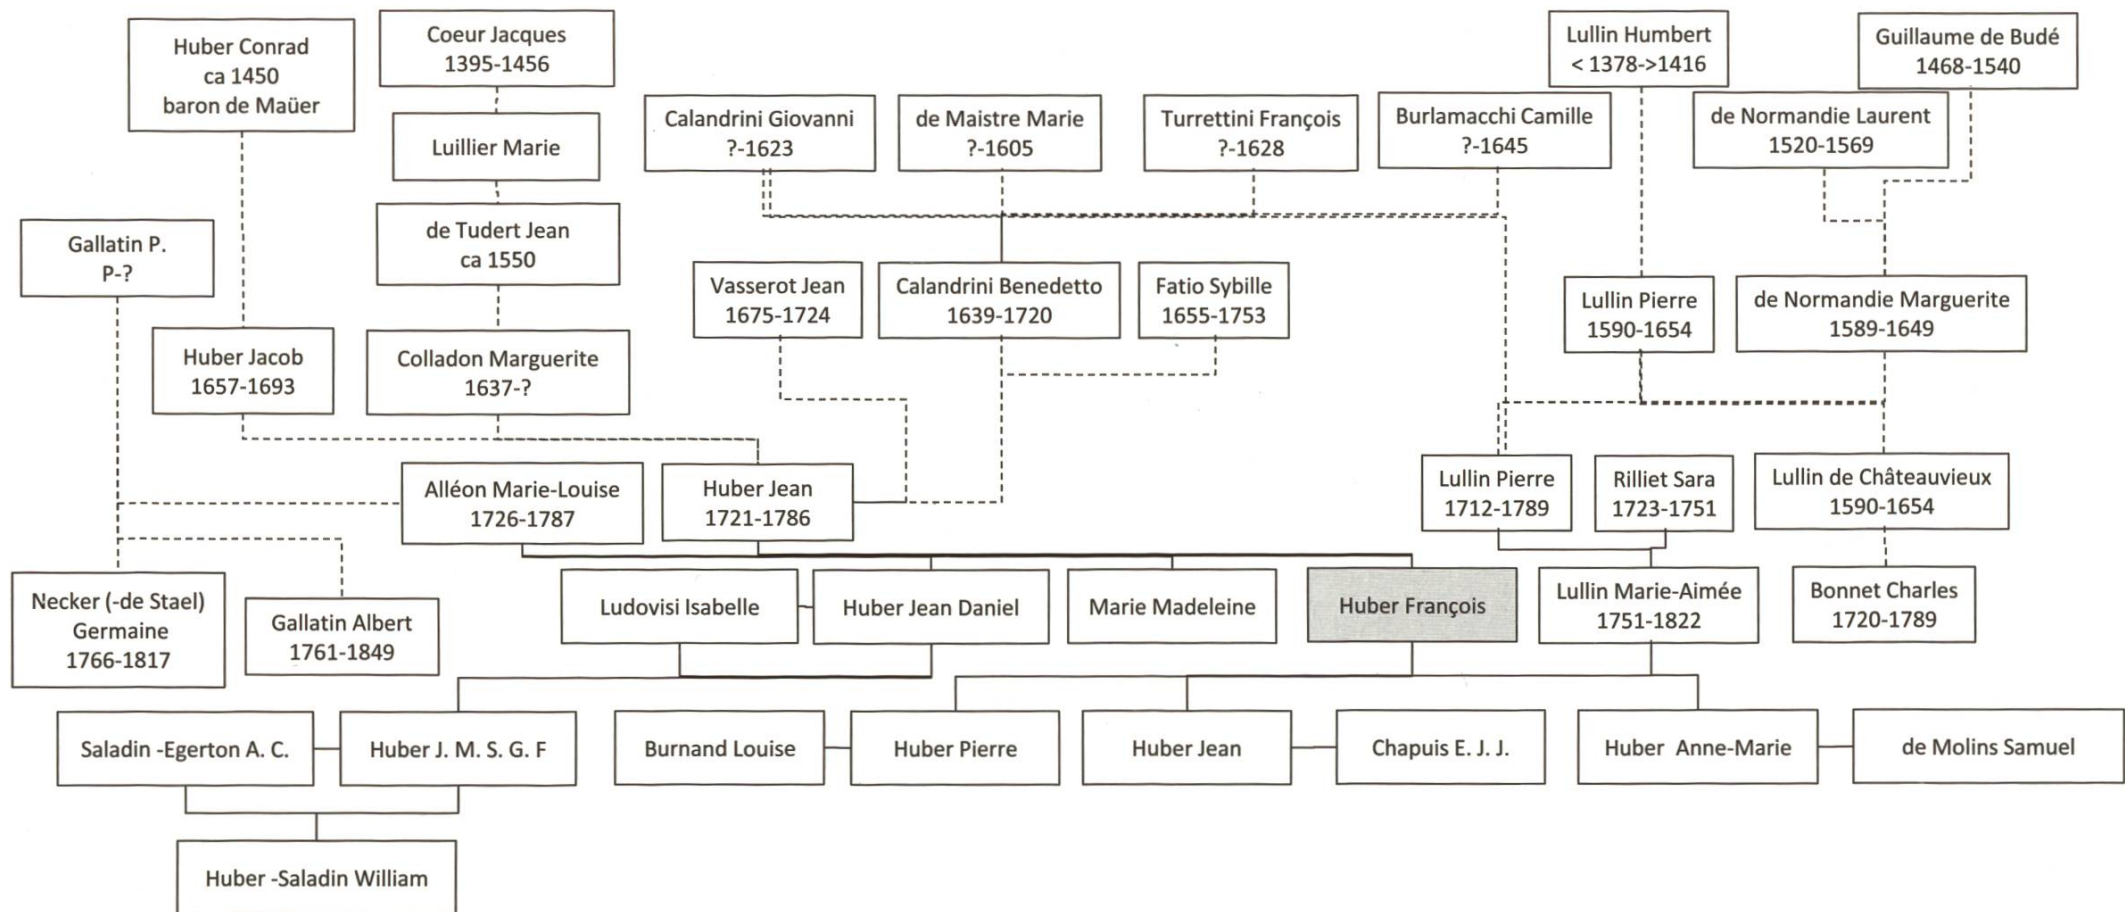 Huber Conrad
ca 1450
baron de Maüer
Coeur Jacques
1395-1456
Lullin Humbert
< 1378->1416
Guillaume de Budé
1468-1540
Luillier Marie
Calandrini Giovanni
?-1623
de Maistre Marie
?-1605
Turrettini François
?-1628
Burlamacchi Camille
?-1645
de Normandie Laurent
1520-1569
Gallatin P.
P-?
de Tudert Jean
ca 1550
Vasserot Jean
1675-1724
Calandrini Benedetto
1639-1720
Fatio Sybille
1655-1753
Lullin Pierre
1590-1654
de Normandie Marguerite
1589-1649
Huber Jacob
1657-1693
Colladon Marguerite
1637-?
Alléon Marie-Louise
1726-1787
Huber Jean
1721-1786
Lullin Pierre
1712-1789
Rilliet Sara
1723-1751
Lullin de Châteauvieux
1590-1654
Necker (-de Stael)
Germaine
1766-1817
Gallatin Albert
1761-1849
Ludovisi Isabelle
Huber Jean Daniel
Marie Madeleine
Huber François
Lullin Marie-Aimée
1751-1822
Bonnet Charles
1720-1789
Saladin -Egerton A. C.
Huber J. M. S. G. F
Burnand Louise
Huber Pierre
Huber Jean
Chapuis E. J. J.
Huber Anne-Marie
de Molins Samuel
Huber -Saladin William